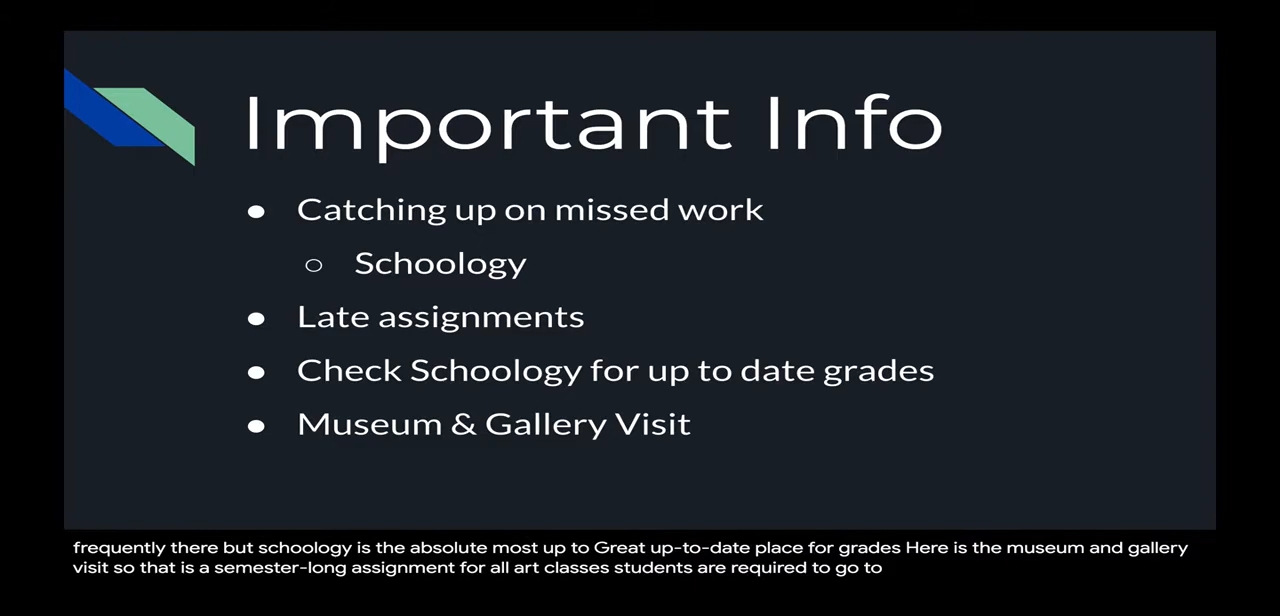 Important Info
● Catching up on missed work
○ Schoology
● Late assignments
● Check Schoology for up to date grades
● Museum & Gallery Visit
frequently there but schoology is the absolute most up to Great up-to-date place for grades Here is the museum and gallery
visit so that is a semester-long assignment for all art classes students are required to go to